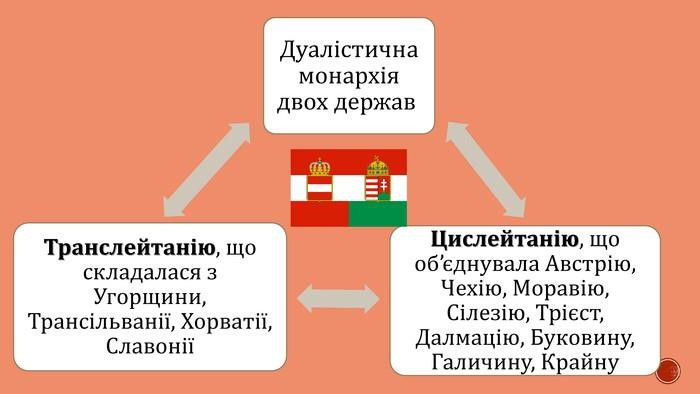 Дуалістична
монархія
двох держав
Транслейтанію, що
складалася з
Угорщини,
Трансільванії, Хорватії,
Славонії
Цислейтанію, що
об’єднувала Австрію,
Чехію, Моравію,
Сілезію, Трієст,
Далмацію, Буковину,
Галичину, Крайну